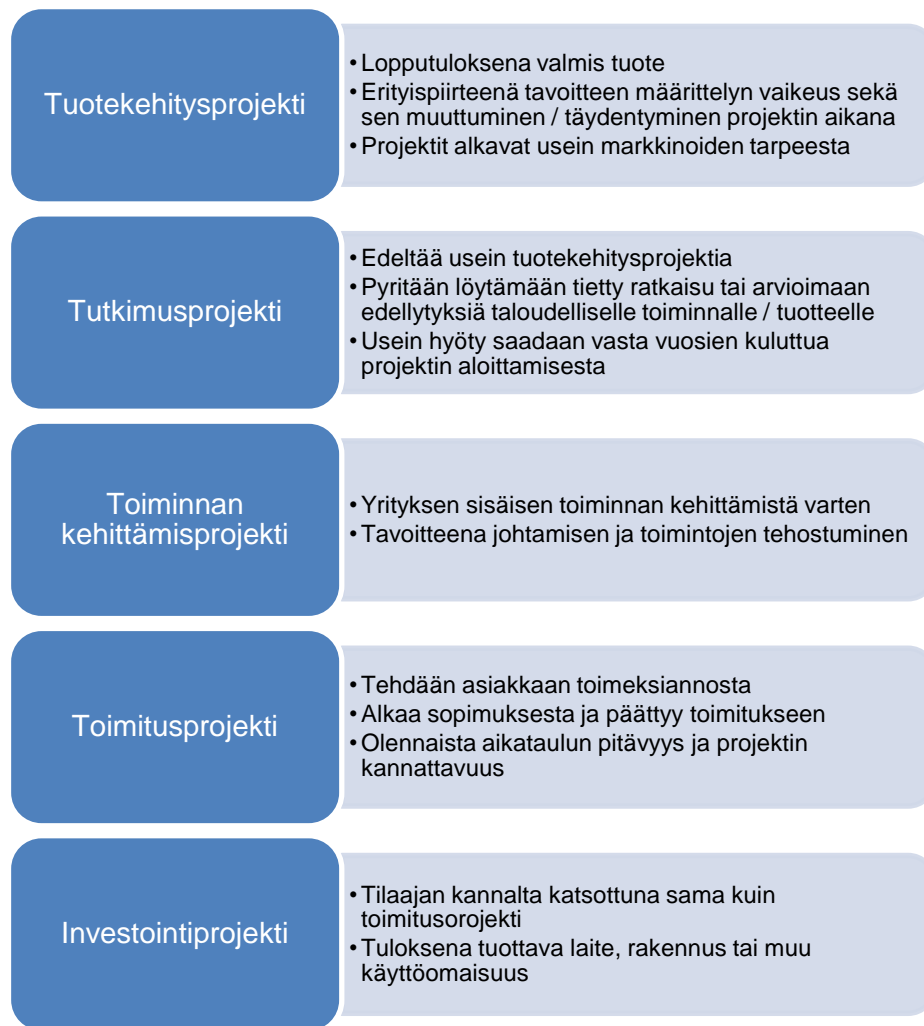 Tuotekehitysprojekti
• Lopputuloksena valmis tuote
• Erityispiirteenä tavoitteen määrittelyn vaikeus sekä
sen muuttuminen / täydentyminen projektin aikana
• Projektit alkavat usein markkinoiden tarpeesta
Tutkimusprojekti
• Edeltää usein tuotekehitysprojektia
• Pyritään löytämään tietty ratkaisu tai arvioimaan
edellytyksiä taloudelliselle toiminnalle / tuotteelle
• Usein hyöty saadaan vasta vuosien kuluttua
projektin aloittamisesta
Toiminnan
kehittämisprojekti
• Yrityksen sisäisen toiminnan kehittämistä varten
• Tavoitteena johtamisen ja toimintojen tehostuminen
Toimitusprojekti
• Tehdään asiakkaan toimeksiannosta
• Alkaa sopimuksesta ja päättyy toimitukseen
• Olennaista aikataulun pitävyys ja projektin
kannattavuus
Investointiprojekti
• Tilaajan kannalta katsottuna sama kuin
toimitusorojekti
• Tuloksena tuottava laite, rakennus tai muu
käyttöomaisuus